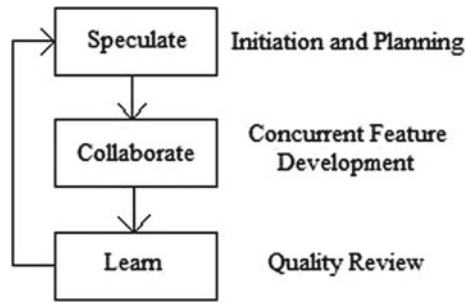 Speculate
Initiation and Planning
Collaborate
Concurrent Feature
Development
Learn
Quality Review